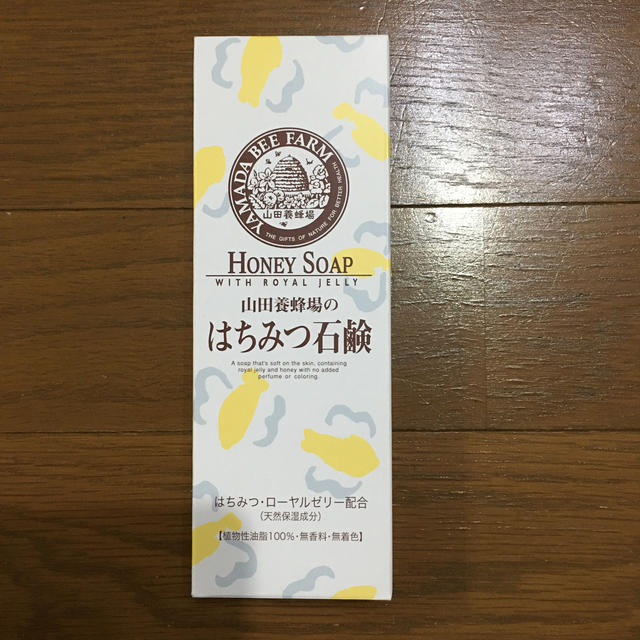 YAMADA BEE FARM
山田養蜂場
THE GIFTS OF NATURE FOR BETTER HEALTH
HONEY SOAP
WITH ROYAL JELLY
山田養蜂場の
はちみつ石鹸
A soap that's soft on the skin, containing
royal jelly and honey with no added
perfume or coloring.
はちみつ・ローヤルゼリー配合
(天然保湿成分)
【植物性油脂100%・無香料・無着色】